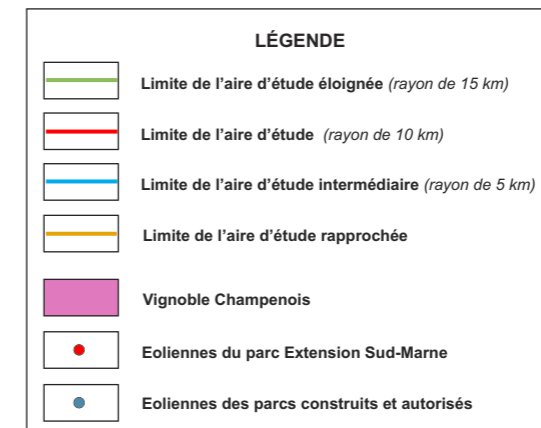 LÉGENDE
Limite de l’aire d’étude éloignée (rayon de 15 km)
Limite de l’aire d’étude (rayon de 10 km)
Limite de l’aire d’étude intermédiaire (rayon de 5 km)
Limite de l’aire d’étude rapprochée
Vignoble Champenois
Eoliennes du parc Extension Sud-Marne
Eoliennes des parcs construits et autorisés